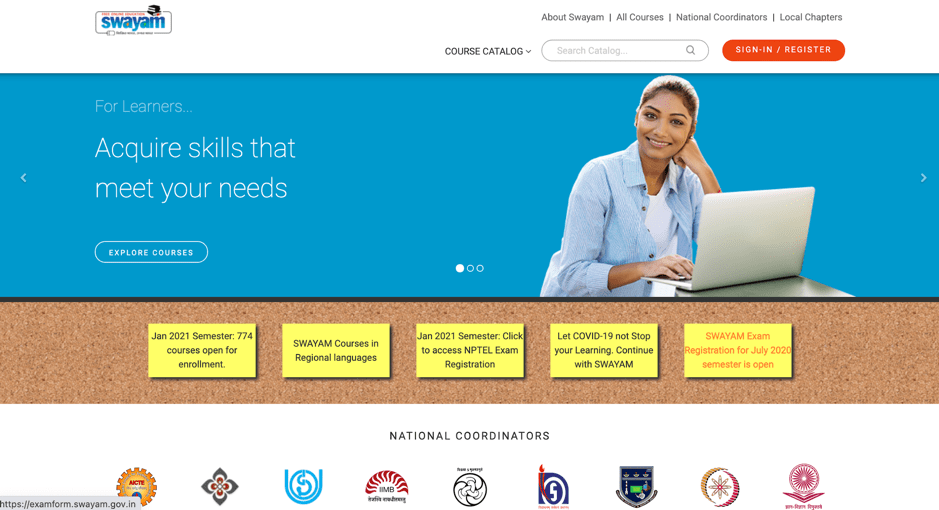 FREE ONLINE EDUCATION
swayam
About Swayam | All Courses | National Coordinators | Local Chapters
COURSE CATALOG
Search Catalog...
SIGN-IN / REGISTER
For Learners...
Acquire skills that
meet your needs
EXPLORE COURSES
Jan 2021 Semester: 774
courses open for
enrollment.
SWAYAM Courses in
Regional languages
Jan 2021 Semester: Click
to access NPTEL Exam
Registration
Let COVID-19 not Stop
your Learning. Continue
with SWAYAM
SWAYAM Exam
Registration for July 2020
semester is open
NATIONAL COORDINATORS
AICTE
IIMB
https://examform.swayam.gov.in